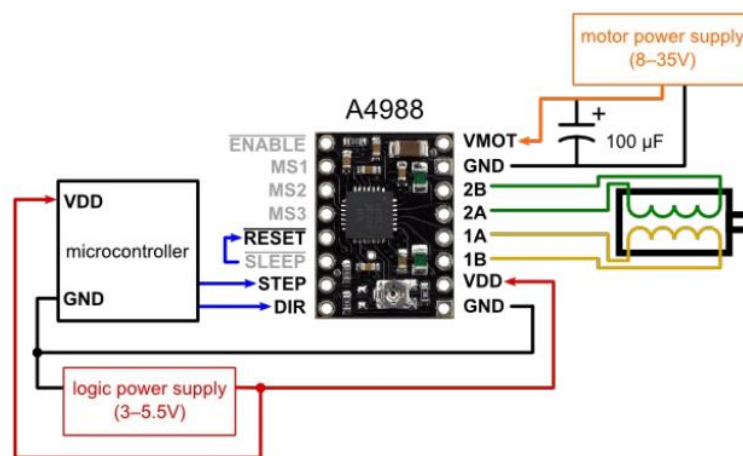 motor power supply
(8–35V)
A4988
ENABLE
MS1
MS2
MS3
RESET
SLEEP
STEP
DIR
VMOT
GND
2B
2A
1A
1B
VDD
GND
+
100 µF
VDD
microcontroller
GND
logic power supply
(3–5.5V)